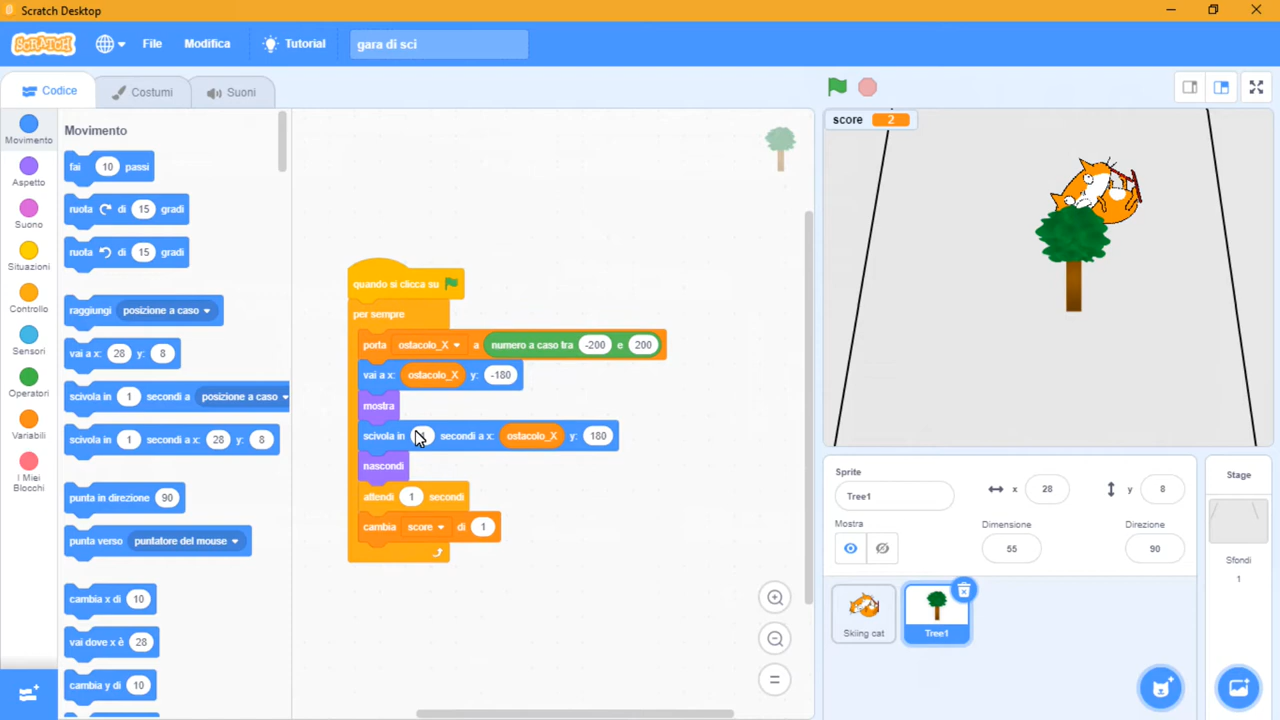 Scratch Desktop
SCRATCH File Modifica Tutorial gara di sci
Codice Costumi Suoni
Movimento
Aspetto
Suono
Situazioni
Controllo
Sensori
Operatori
Variabili
I Miei
Blocchi
Movimento
fai 10 passi
ruota di 15 gradi
ruota di 15 gradi
raggiungi posizione a caso
vai a x: 28 y: 8
scivola in 1 secondi a posizione a caso
scivola in 1 secondi a x: 28 y: 8
punta in direzione 90
punta verso puntatore del mouse
cambia x di 10
vai dove x è 28
cambia y di 10
quando si clicca su
per sempre
porta ostacolo_X a numero a caso tra -200 e 200
vai a x: ostacolo_X y: -180
mostra
scivola in secondi a x: ostacolo_X y: 180
nascondi
attendi 1 secondi
cambia score di 1
score 2
Sprite
Tree1 x 28 y 8
Mostra Dimensione Direzione
55 90
Skiing cat
Tree1
Stage
Sfondi
1